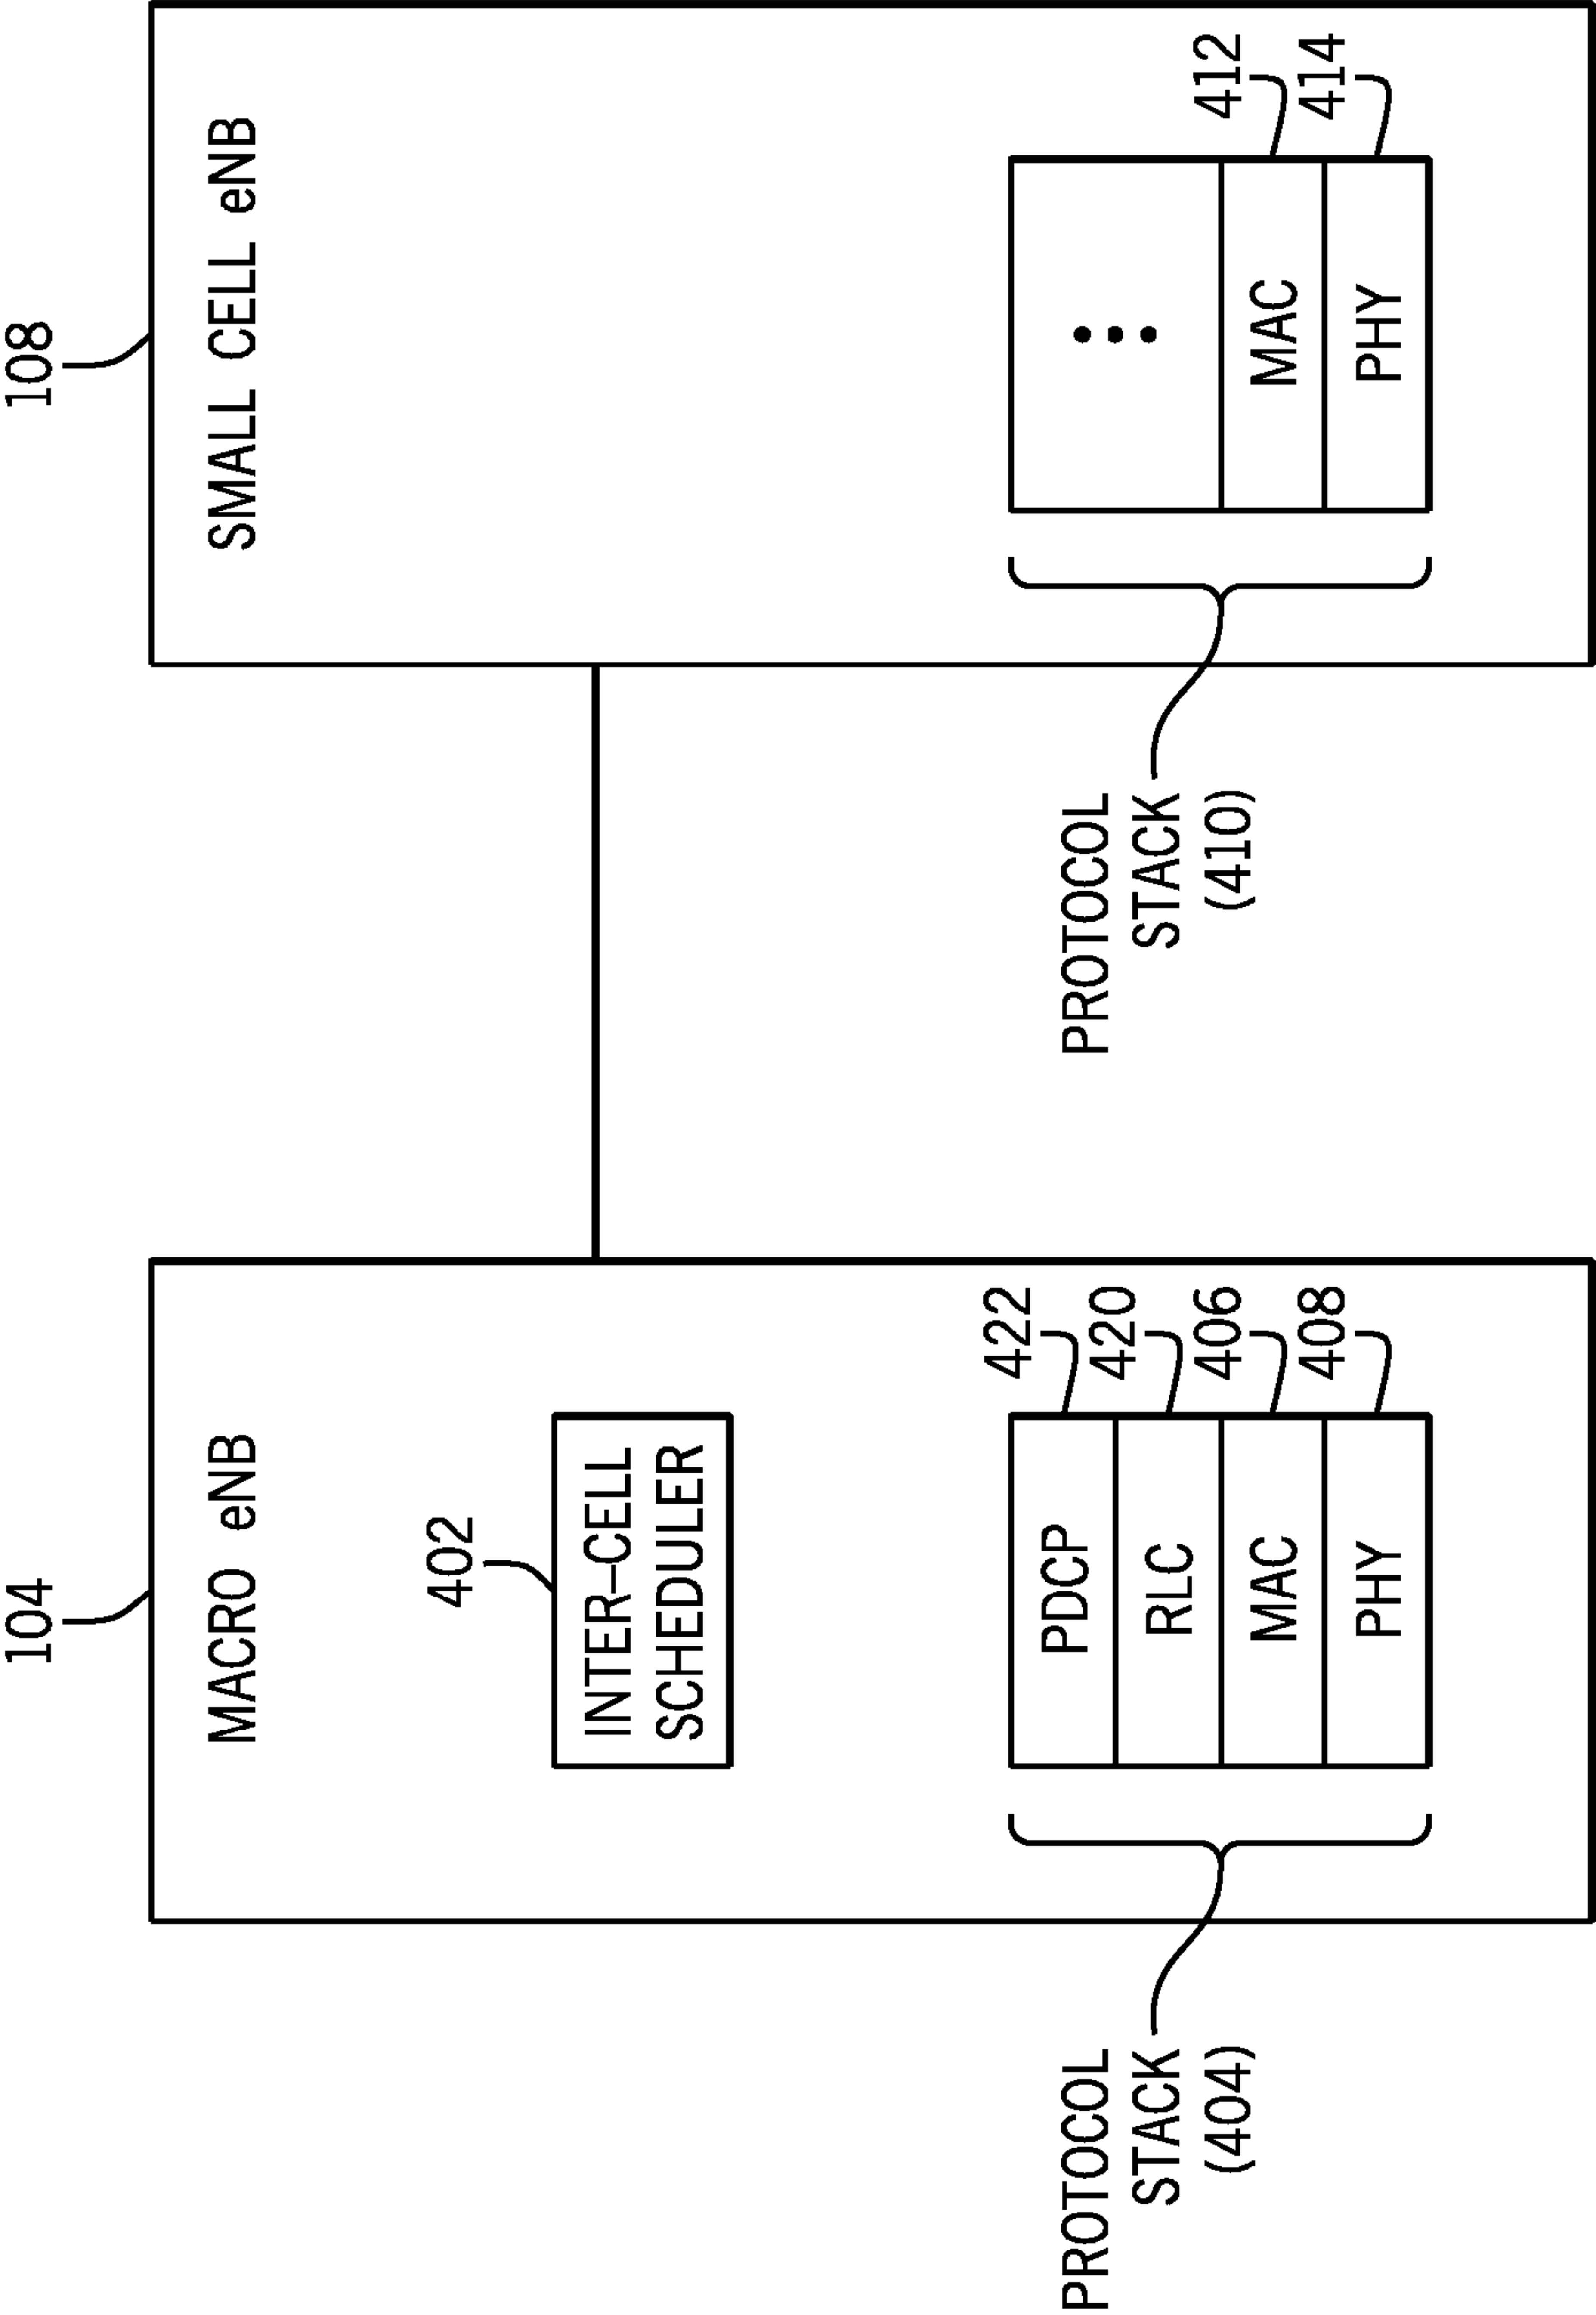 104
MACRO eNB
402
INTER-CELL
SCHEDULER
PROTOCOL
STACK
(404)
PDCP
422
RLC
420
MAC
406
PHY
408
108
SMALL CELL eNB
PROTOCOL
STACK
(410)
MAC
412
PHY
414